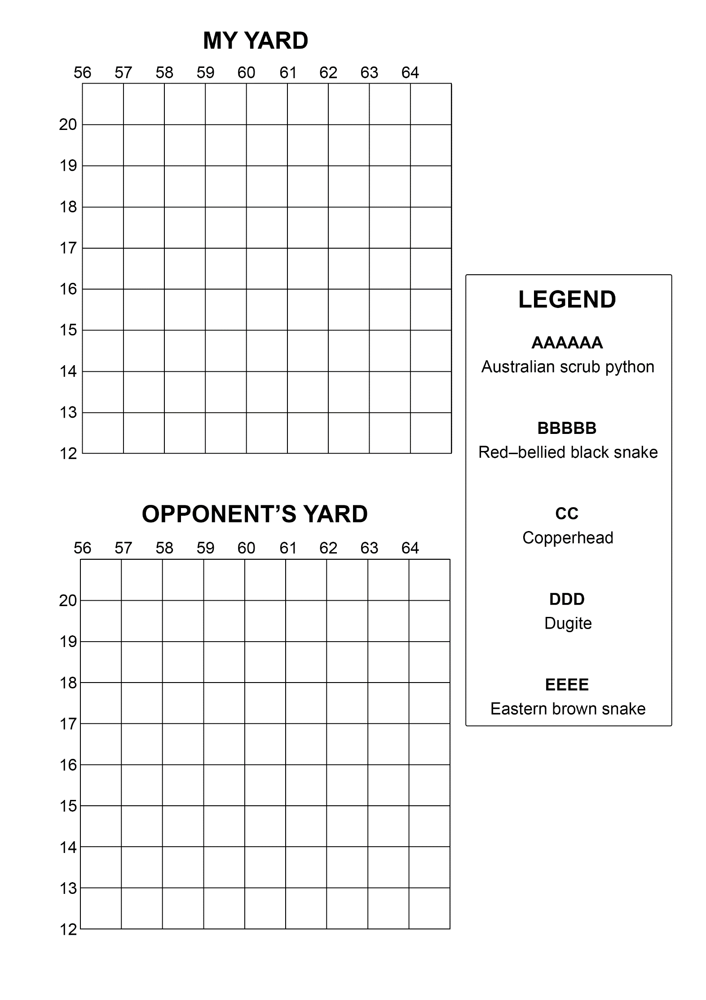 MY YARD
56 57 58 59 60 61 62 63 64
20
19
18
17
16
15
14
13
12
LEGEND
AAAAAA
Australian scrub python
BBBBB
Red–bellied black snake
CC
Copperhead
DDD
Dugite
EEEE
Eastern brown snake
OPPONENT’S YARD
56 57 58 59 60 61 62 63 64
20
19
18
17
16
15
14
13
12